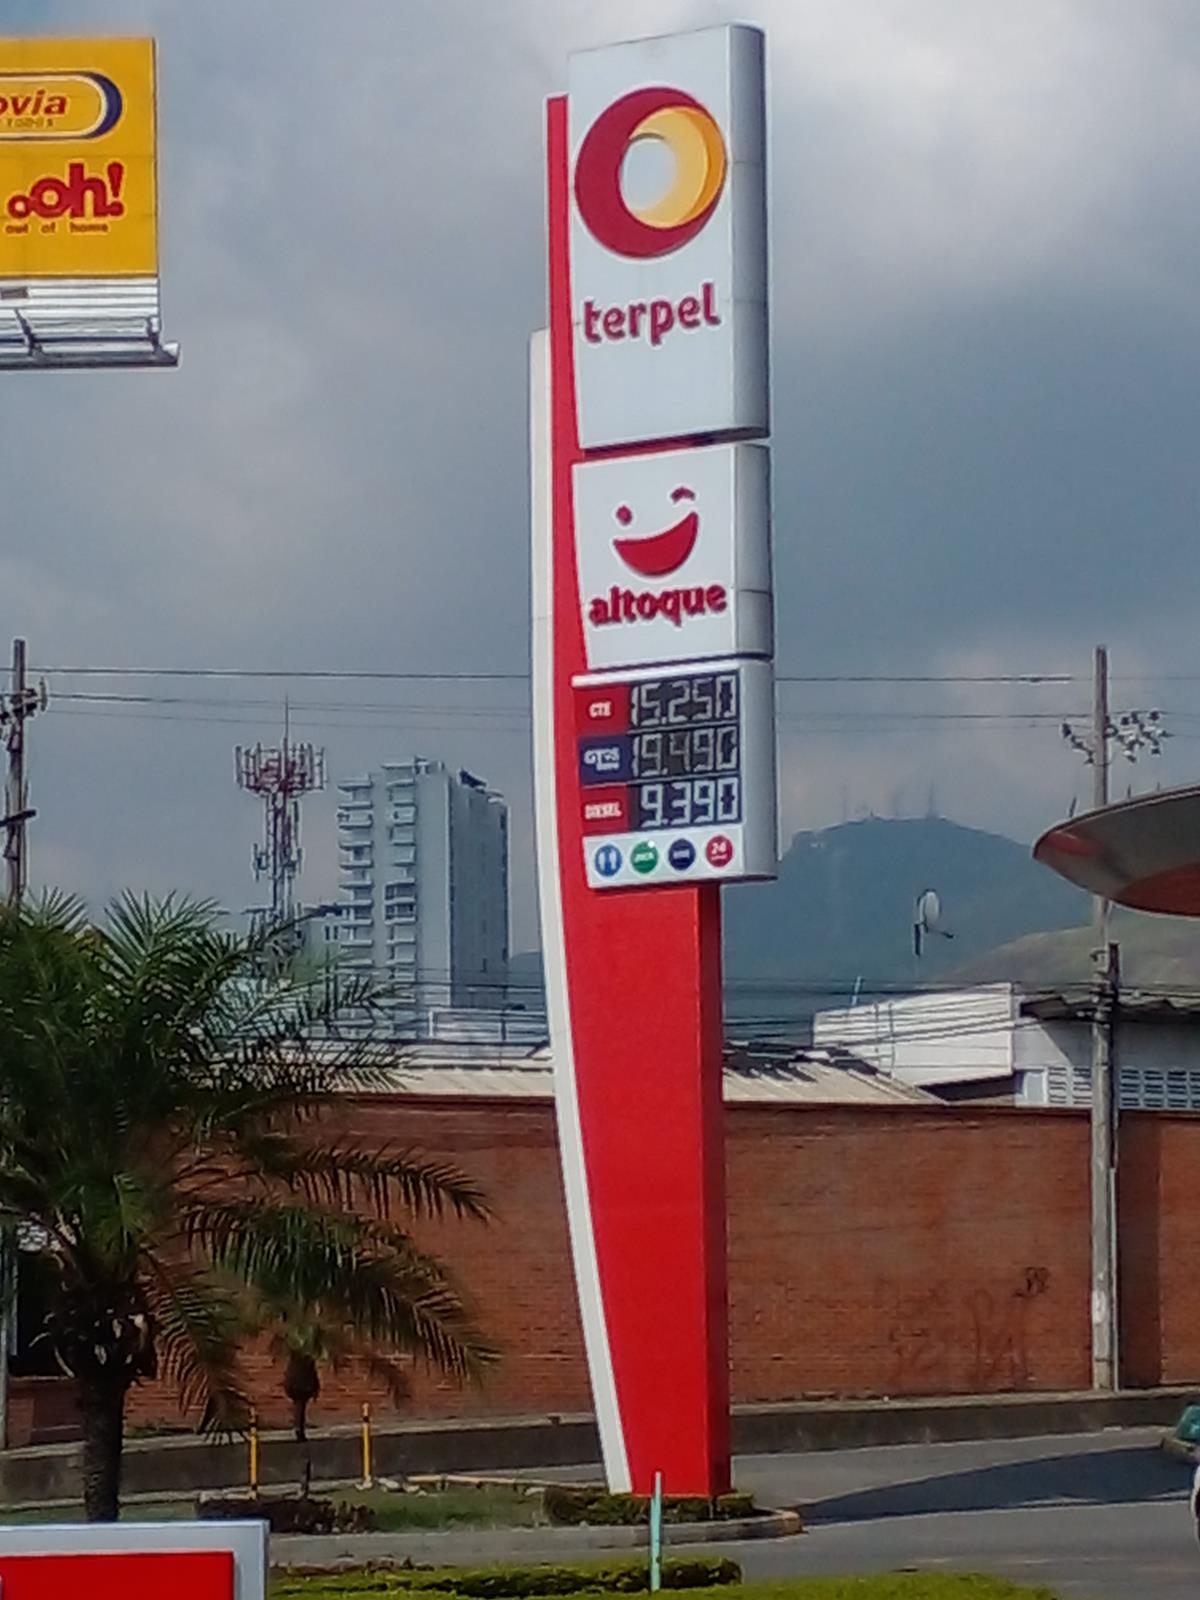 ovia
oh!
out of home
terpel
altoque
CTE 15.250
19.490
DIESEL 9.390
24